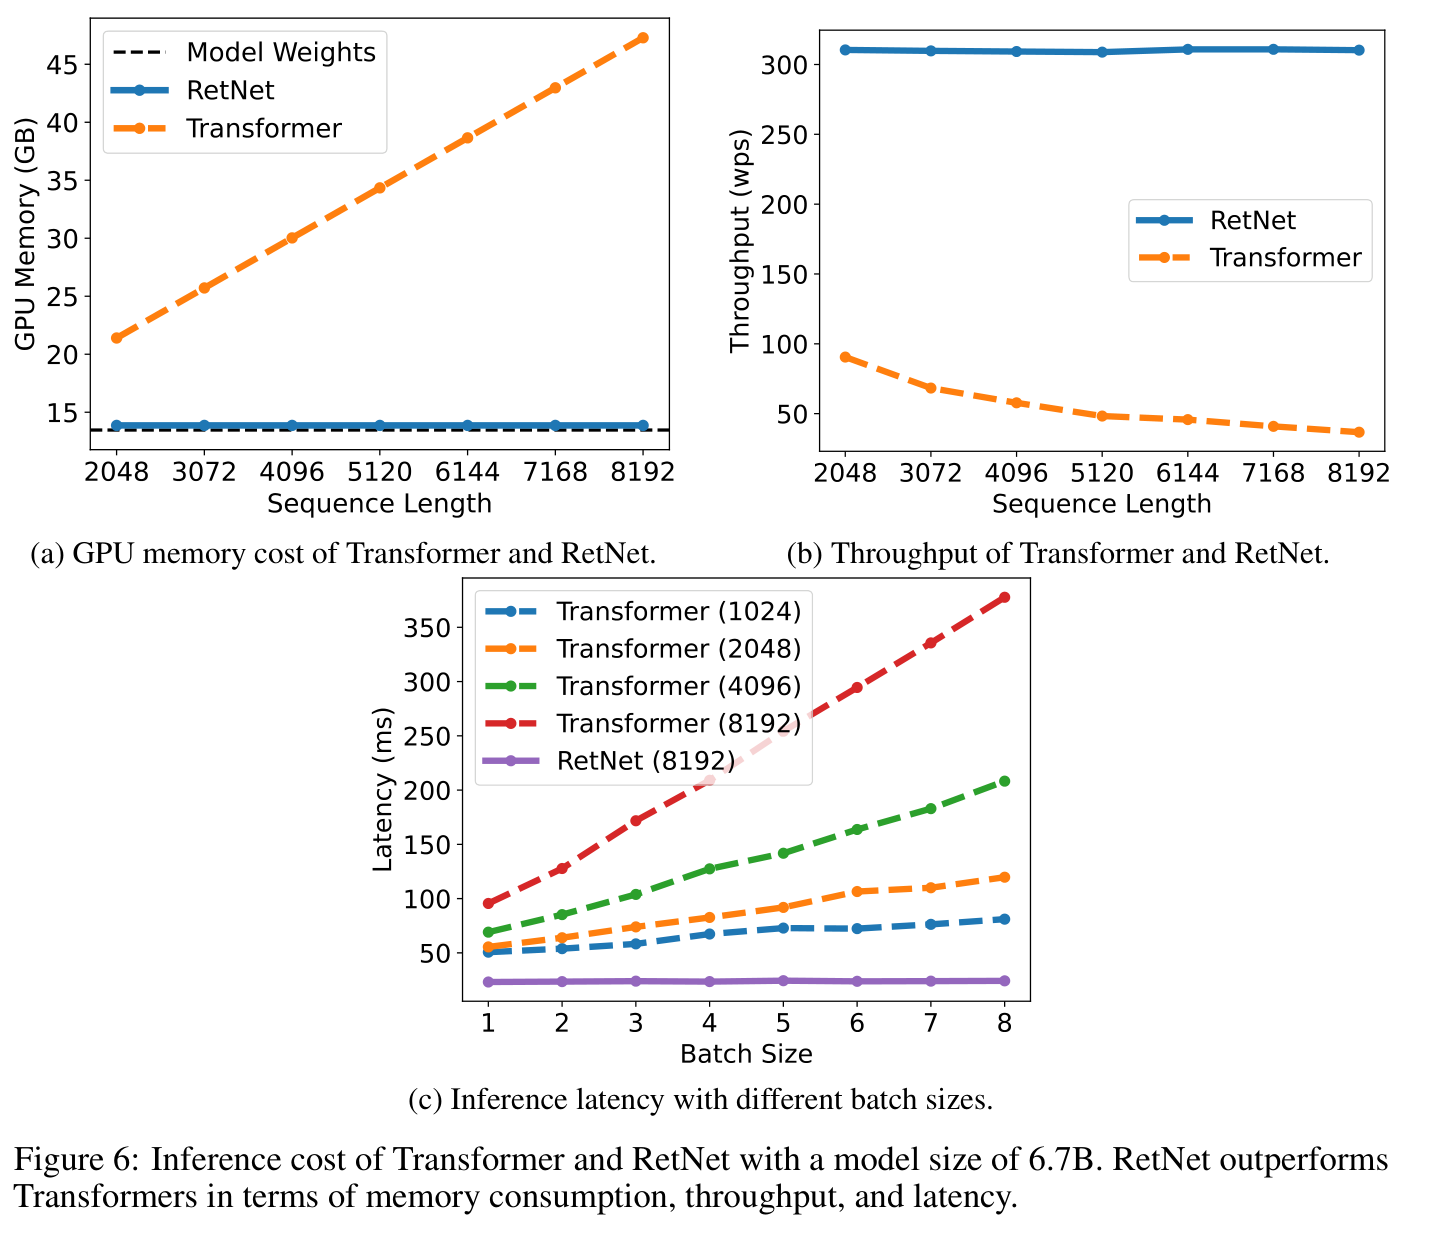 Model Weights
RetNet
Transformer
45
40
35
30
25
20
15
GPU Memory (GB)
2048 3072 4096 5120 6144 7168 8192
Sequence Length
(a) GPU memory cost of Transformer and RetNet.
300
250
200
150
100
50
Throughput (wps)
RetNet
Transformer
2048 3072 4096 5120 6144 7168 8192
Sequence Length
(b) Throughput of Transformer and RetNet.
Transformer (1024)
Transformer (2048)
Transformer (4096)
Transformer (8192)
RetNet (8192)
350
300
250
200
150
100
50
Latency (ms)
1 2 3 4 5 6 7 8
Batch Size
(c) Inference latency with different batch sizes.
Figure 6: Inference cost of Transformer and RetNet with a model size of 6.7B. RetNet outperforms
Transformers in terms of memory consumption, throughput, and latency.